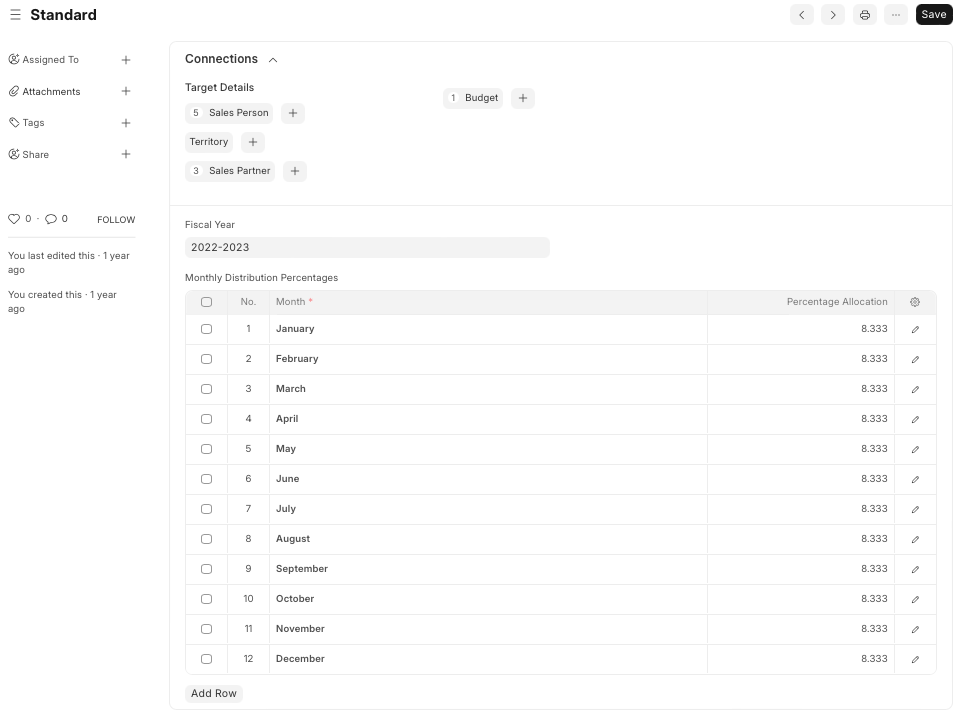 Standard
Save
Assigned To
Attachments
Tags
Share
0 · 0 FOLLOW
You last edited this · 1 year
ago
You created this · 1 year
ago
Connections
Target Details
5 Sales Person
Territory
3 Sales Partner
1 Budget
Fiscal Year
2022-2023
Monthly Distribution Percentages
No. Month * Percentage Allocation
1 January 8.333
2 February 8.333
3 March 8.333
4 April 8.333
5 May 8.333
6 June 8.333
7 July 8.333
8 August 8.333
9 September 8.333
10 October 8.333
11 November 8.333
12 December 8.333
Add Row